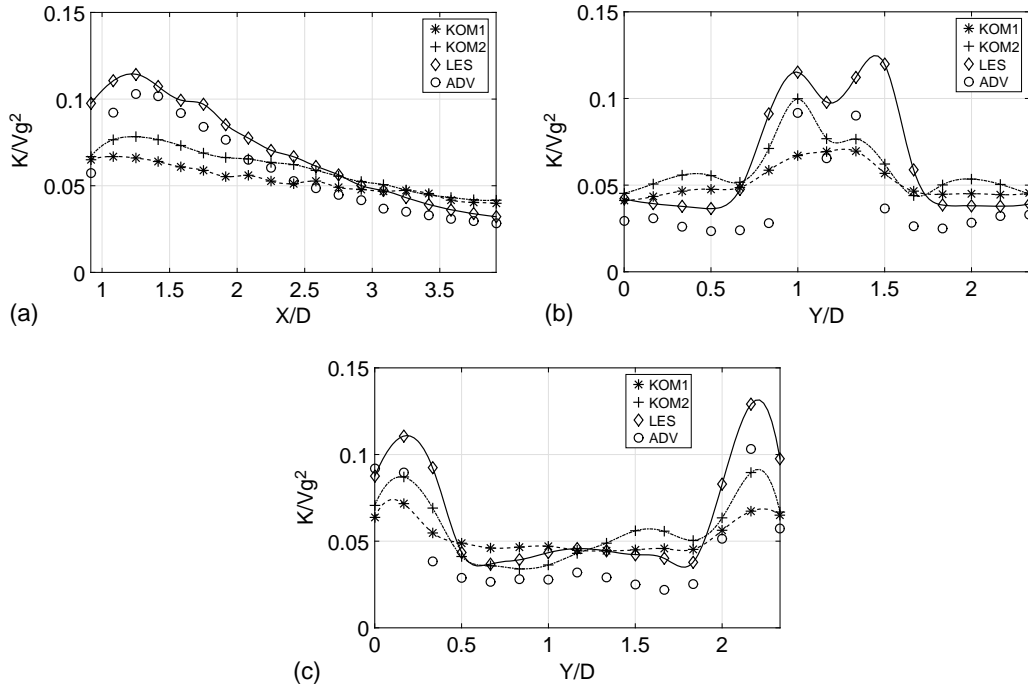 0.15
0.1
0.05
0
K/Vg²
1
1.5
2
2.5
3
3.5
X/D
KOM1
KOM2
LES
ADV
(a)
0.15
0.1
0.05
0
K/Vg²
0
0.5
1
1.5
2
Y/D
KOM1
KOM2
LES
ADV
(b)
0.15
0.1
0.05
0
K/Vg²
0
0.5
1
1.5
2
Y/D
KOM1
KOM2
LES
ADV
(c)